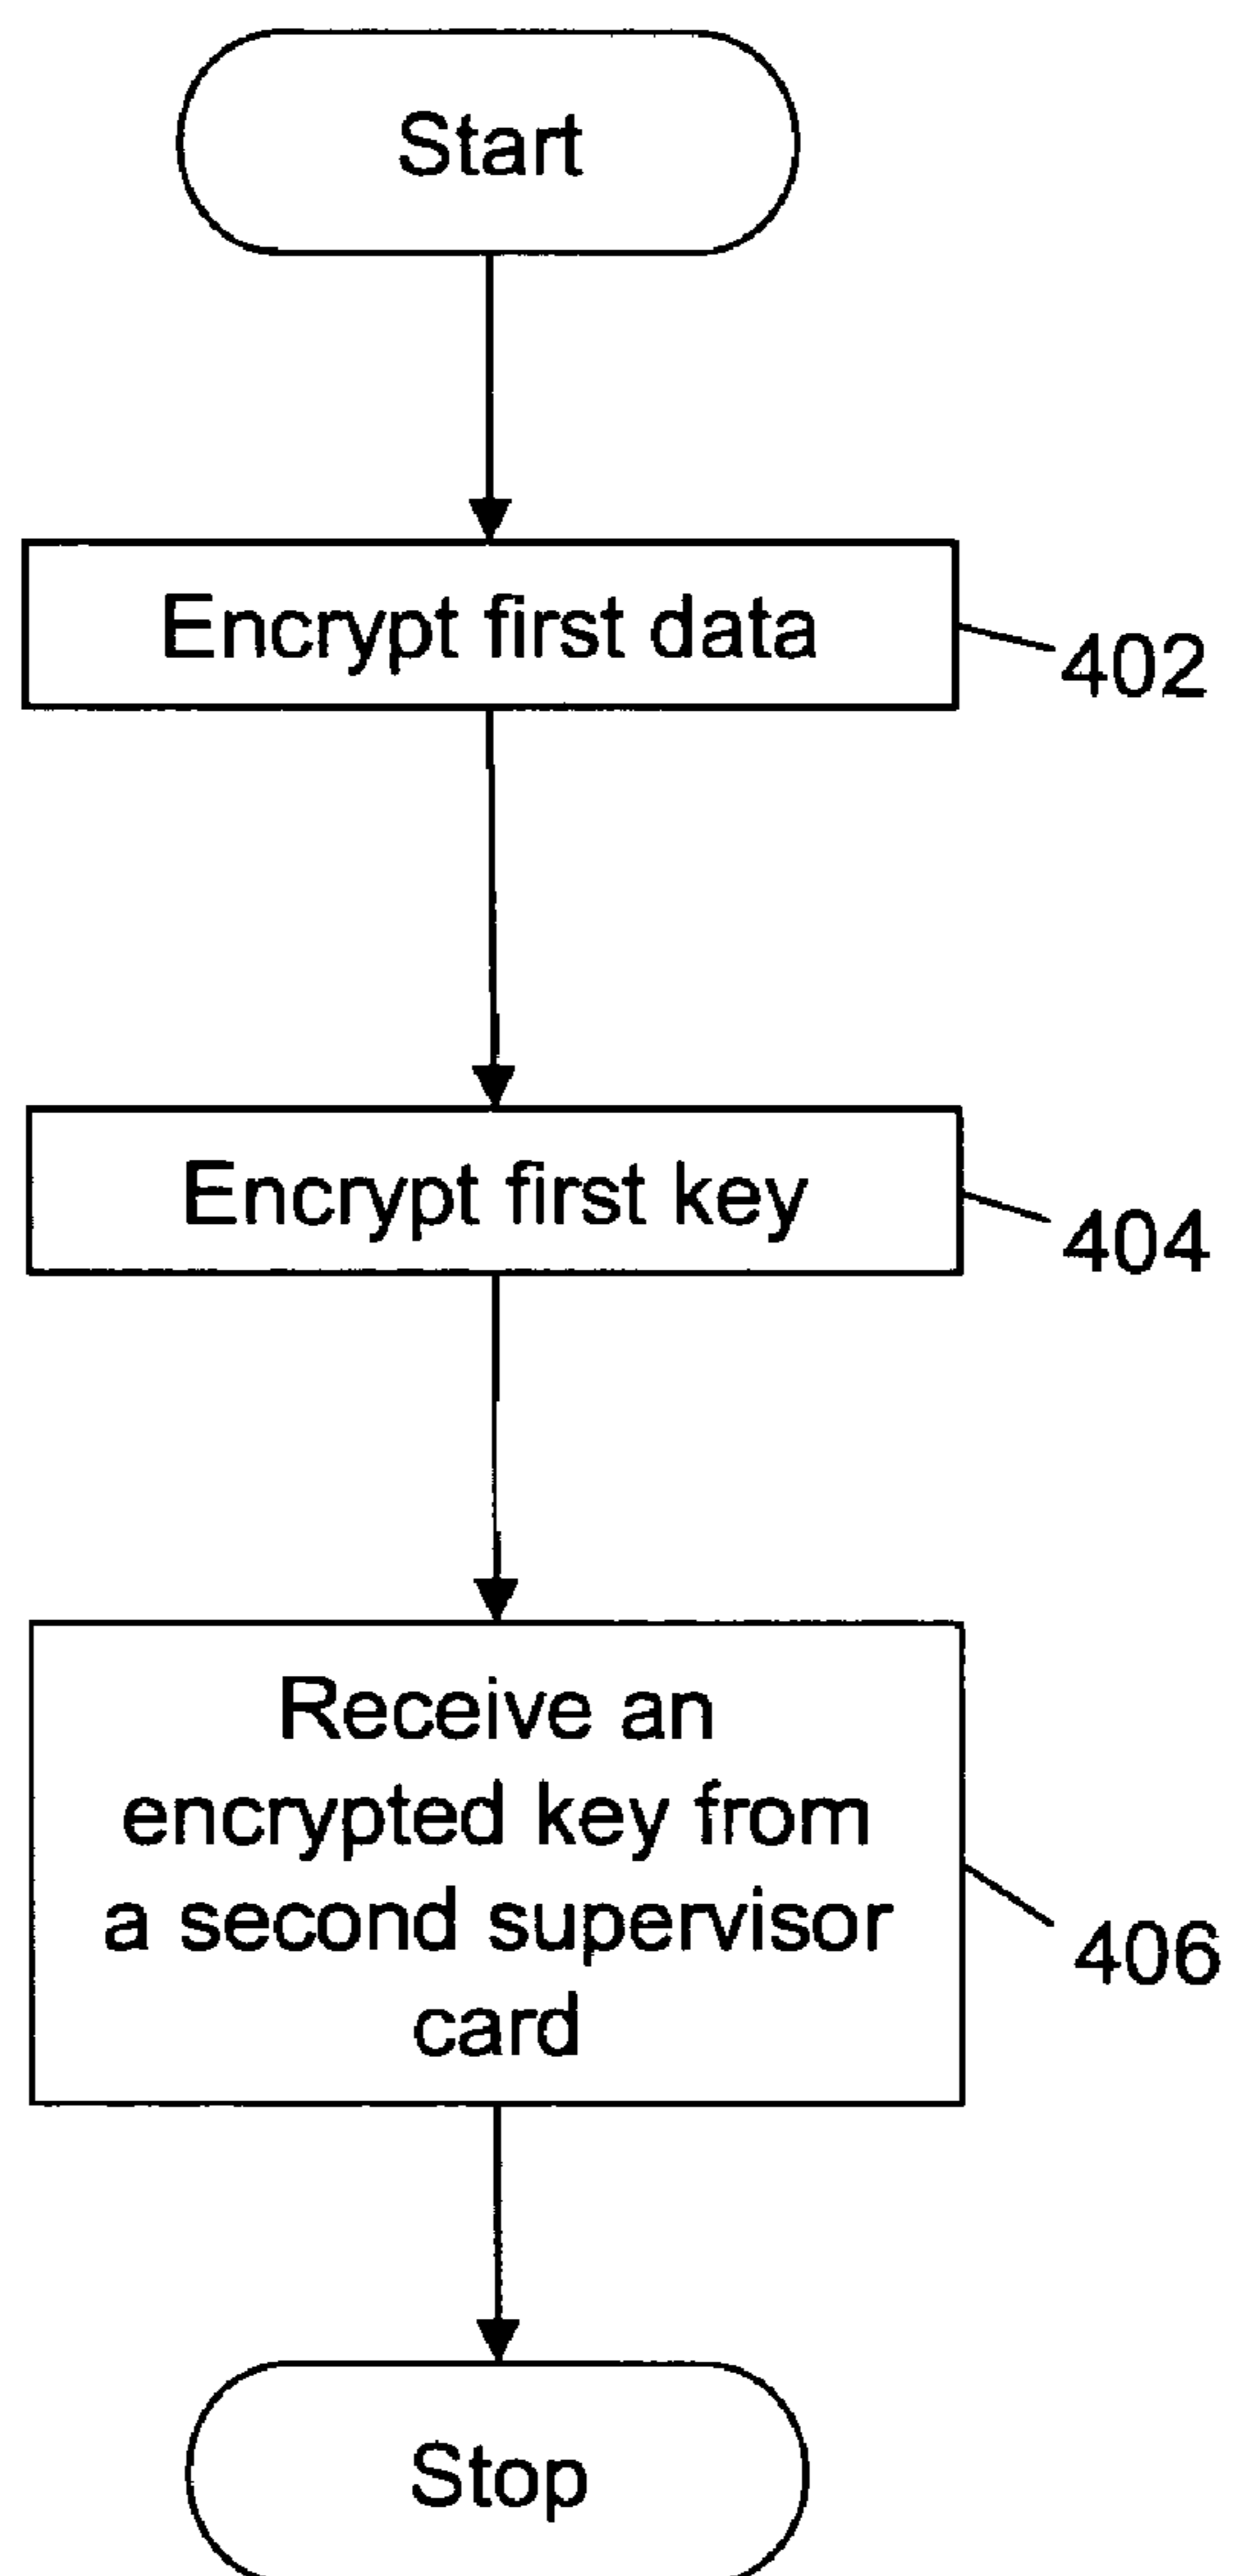 Start
Encrypt first data
402
Encrypt first key
404
Receive an
encrypted key from
a second supervisor
card
406
Stop